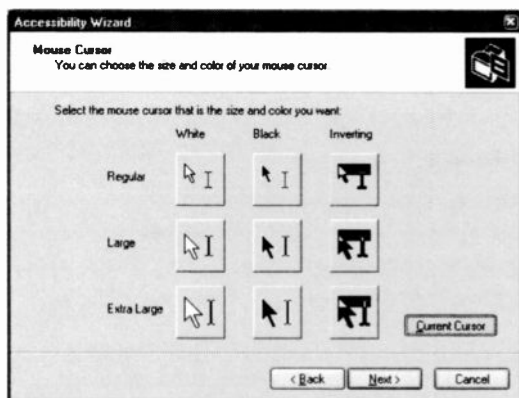 Accessibility Wizard
Mouse Cursor
You can choose the size and color of your mouse cursor.
Select the mouse cursor that is the size and color you want:
White Black Inverting
Regular
Large
Extra Large
Current Cursor
< Back Next > Cancel